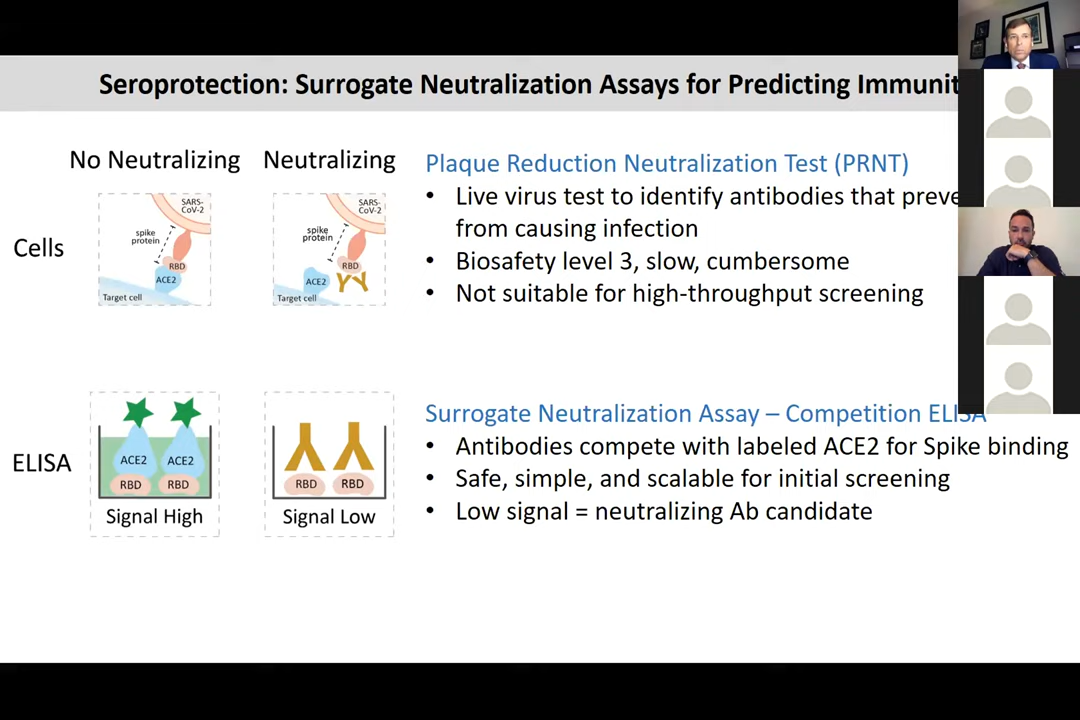 Seroprotection: Surrogate Neutralization Assays for Predicting Immunit
No Neutralizing
Neutralizing
Cells
SARS-
CoV-2
spike
protein
RBD
ACE2
Target cell
SARS-
CoV-2
spike
protein
RBD
ACE2
Target cell
Plaque Reduction Neutralization Test (PRNT)
• Live virus test to identify antibodies that preve
from causing infection
• Biosafety level 3, slow, cumbersome
• Not suitable for high-throughput screening
ELISA
ACE2
ACE2
RBD
RBD
Signal High
RBD
RBD
Signal Low
Surrogate Neutralization Assay – Competition ELISA
• Antibodies compete with labeled ACE2 for Spike binding
• Safe, simple, and scalable for initial screening
• Low signal = neutralizing Ab candidate